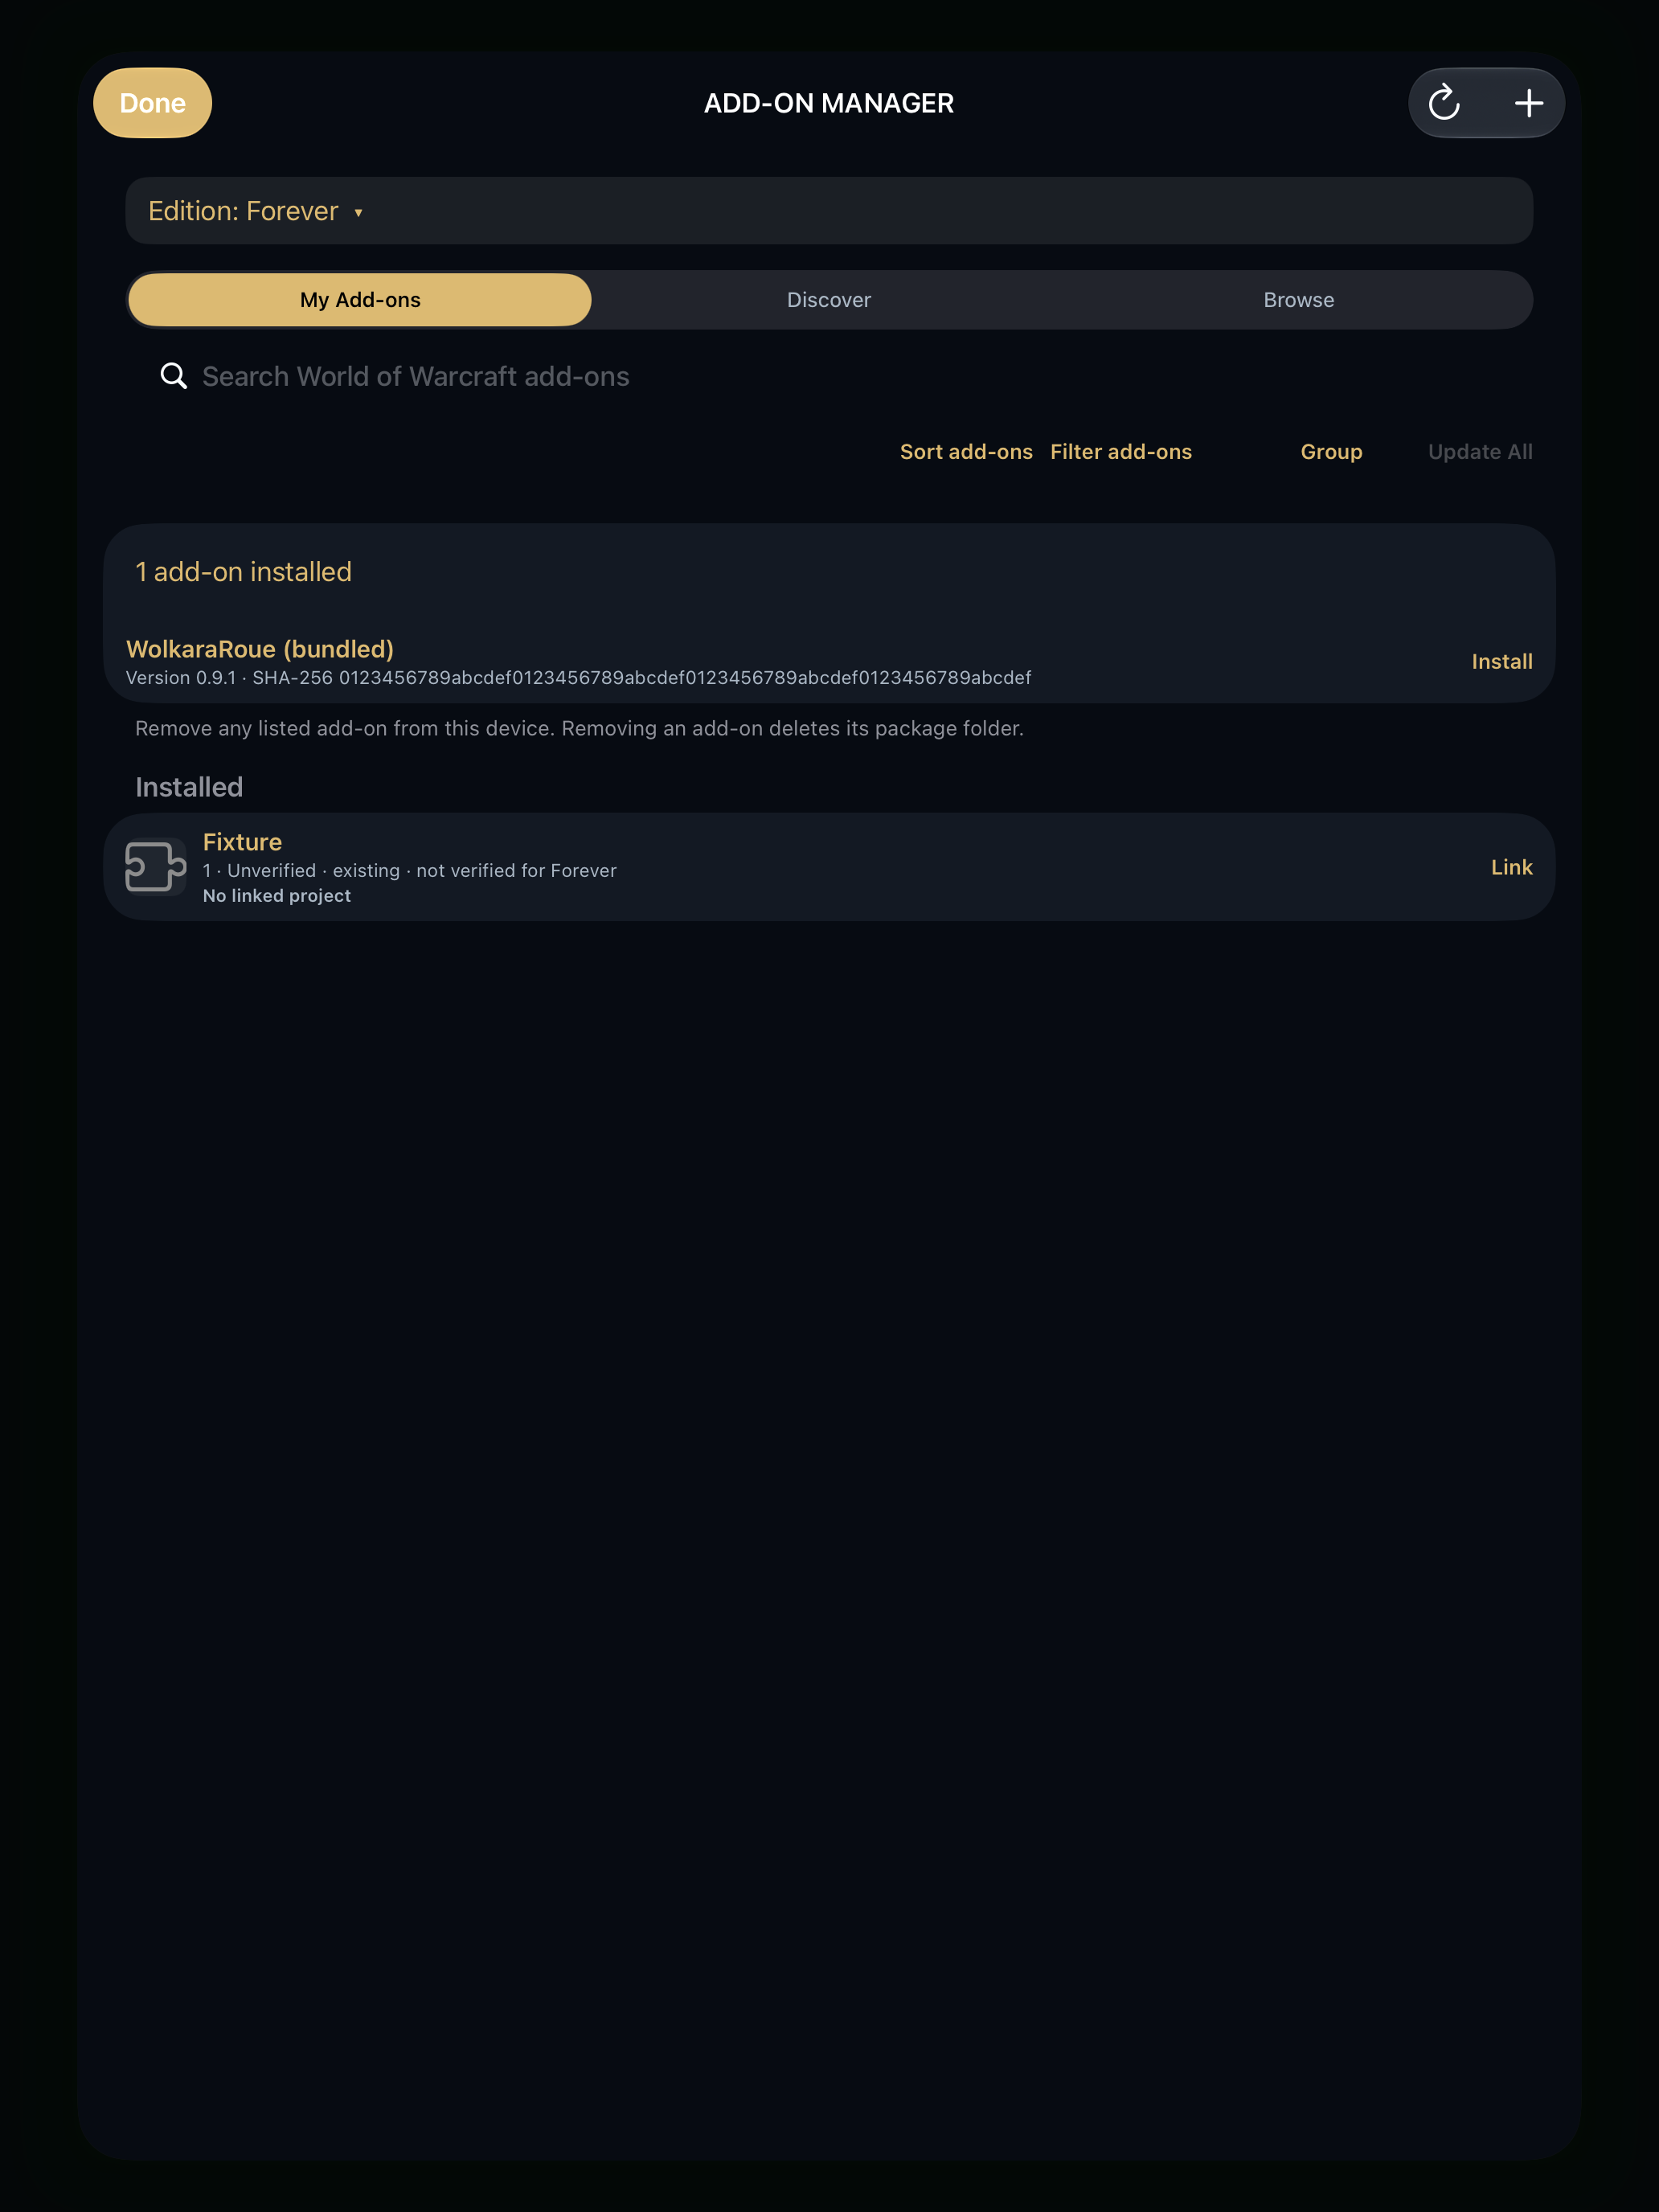 Done
ADD-ON MANAGER
Edition: Forever ▾
My Add-ons
Discover
Browse
Search World of Warcraft add-ons
Sort add-ons
Filter add-ons
Group
Update All
1 add-on installed
WolkaraRoue (bundled)
Version 0.9.1 · SHA-256 0123456789abcdef0123456789abcdef0123456789abcdef0123456789abcdef
Install
Remove any listed add-on from this device. Removing an add-on deletes its package folder.
Installed
Fixture
1 · Unverified · existing · not verified for Forever
No linked project
Link